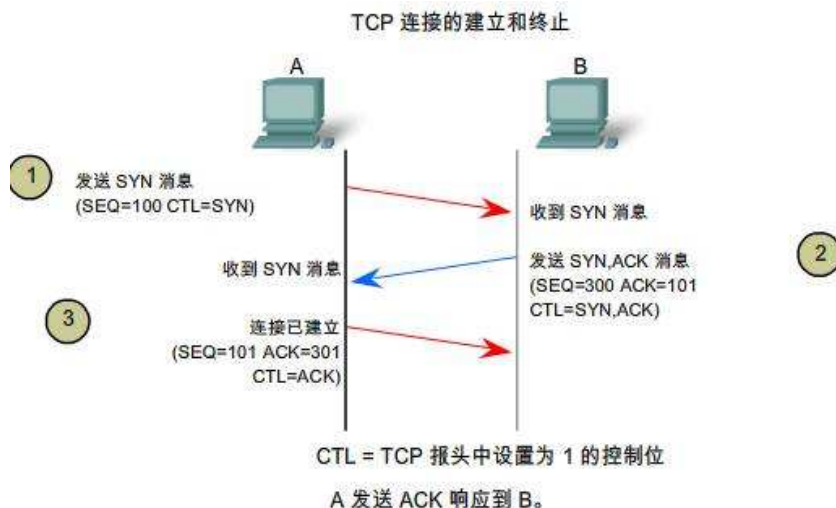 TCP 连接的建立和终止
A
B
1
发送 SYN 消息
(SEQ=100 CTL=SYN)
收到 SYN 消息
2
发送 SYN,ACK 消息
(SEQ=300 ACK=101
CTL=SYN,ACK)
收到 SYN 消息
3
连接已建立
(SEQ=101 ACK=301
CTL=ACK)
CTL = TCP 报头中设置为 1 的控制位
A 发送 ACK 响应到 B。